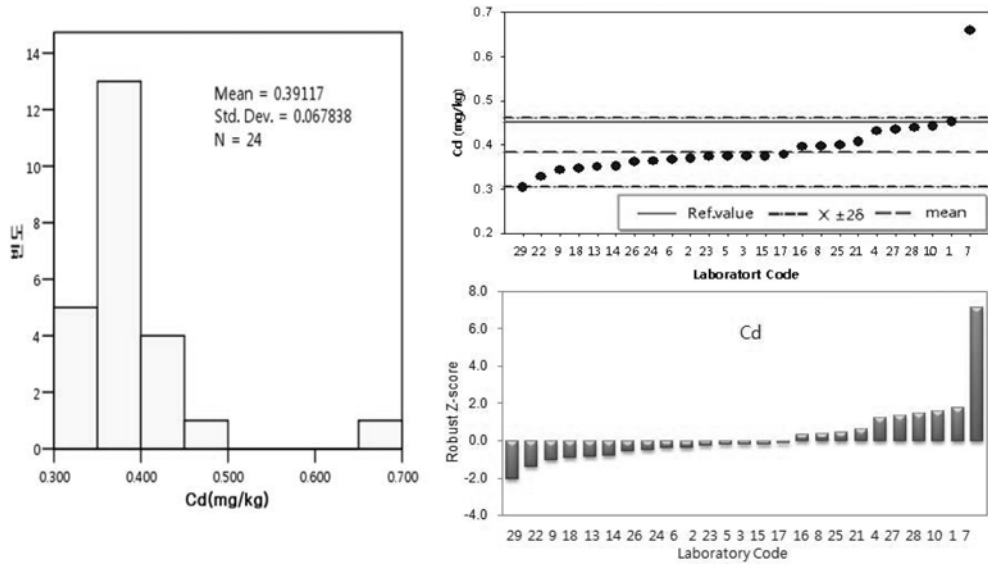 14
12
10
8
6
4
2
0
빈도
Mean = 0.39117
Std. Dev. = 0.067838
N = 24
0.300 0.400 0.500 0.600 0.700
Cd(mg/kg)
0.7
0.6
0.5
0.4
0.3
0.2
Cd (mg/kg)
Ref.value X ±2δ mean
29 22 9 18 13 14 26 24 6 2 23 5 3 15 17 16 8 25 21 4 27 28 10 1 7
Laboratort Code
8.0
6.0
4.0
2.0
0.0
-2.0
-4.0
Robust Z-score
Cd
29 22 9 18 13 14 26 24 6 2 23 5 3 15 17 16 8 25 21 4 27 28 10 1 7
Laboratory Code